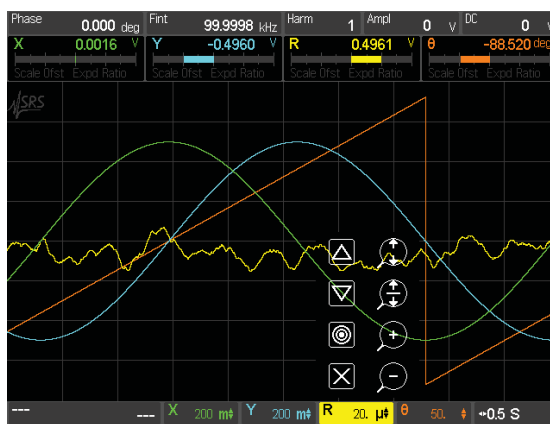 Phase 0.000 deg Fint 99.9998 kHz Harm 1 Ampl 0 V DC 0 V
X 0.0016 V Y -0.4960 V R 0.4961 V θ -88.520 deg
Scale Ofst Expd Ratio Scale Ofst Expd Ratio Scale Ofst Expd Ratio Scale Ofst Expd Ratio
SRS
--- --- X 200 m Y 200 m R 20. µ θ 50. 0.5 S